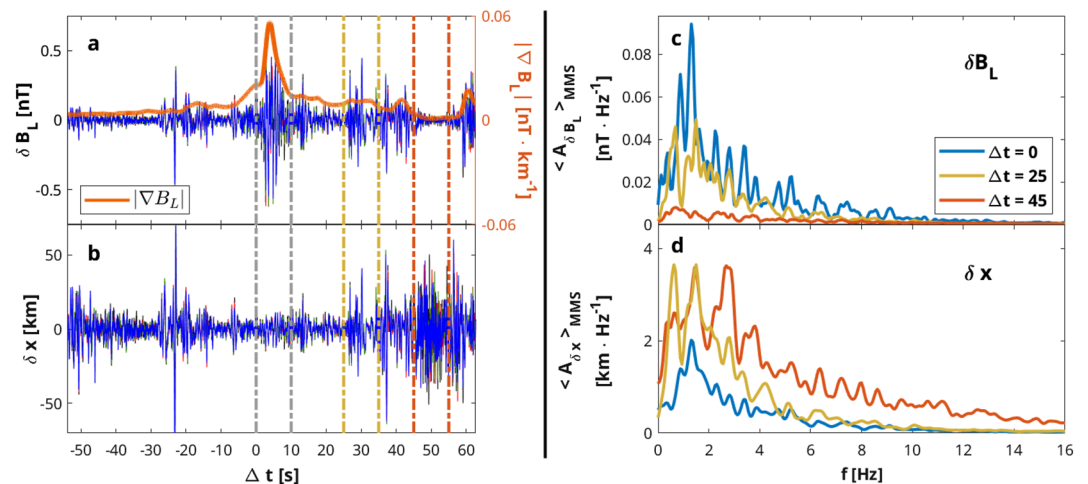 a
δ B_L [nT]
0.5
0
-0.5
0.06
0
-0.06
|∇ B_L| [nT · km⁻¹]
|∇B_L|
b
δ x [km]
50
0
-50
-50 -40 -30 -20 -10 0 10 20 30 40 50 60
Δ t [s]
c
δB_L
< A_{δ B_L} >_MMS
[nT · Hz⁻¹]
0.08
0.06
0.04
0.02
0
Δt = 0
Δt = 25
Δt = 45
d
δ x
< A_{δ x} >_MMS
[km · Hz⁻¹]
4
2
0
0 2 4 6 8 10 12 14 16
f [Hz]